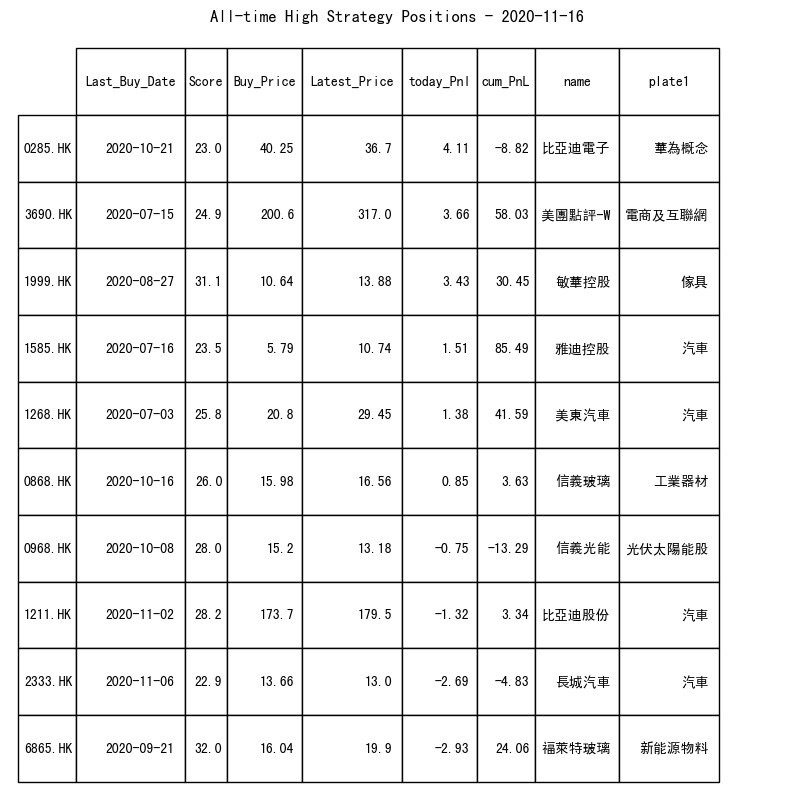 All-time High Strategy Positions - 2020-11-16
Last_Buy_Date Score Buy_Price Latest_Price today_Pnl cum_PnL name plate1
0285.HK 2020-10-21 23.0 40.25 36.7 4.11 -8.82 比亞迪電子 華為概念
3690.HK 2020-07-15 24.9 200.6 317.0 3.66 58.03 美團點評-W 電商及互聯網
1999.HK 2020-08-27 31.1 10.64 13.88 3.43 30.45 敏華控股 傢具
1585.HK 2020-07-16 23.5 5.79 10.74 1.51 85.49 雅迪控股 汽車
1268.HK 2020-07-03 25.8 20.8 29.45 1.38 41.59 美東汽車 汽車
0868.HK 2020-10-16 26.0 15.98 16.56 0.85 3.63 信義玻璃 工業器材
0968.HK 2020-10-08 28.0 15.2 13.18 -0.75 -13.29 信義光能 光伏太陽能股
1211.HK 2020-11-02 28.2 173.7 179.5 -1.32 3.34 比亞迪股份 汽車
2333.HK 2020-11-06 22.9 13.66 13.0 -2.69 -4.83 長城汽車 汽車
6865.HK 2020-09-21 32.0 16.04 19.9 -2.93 24.06 福萊特玻璃 新能源物料